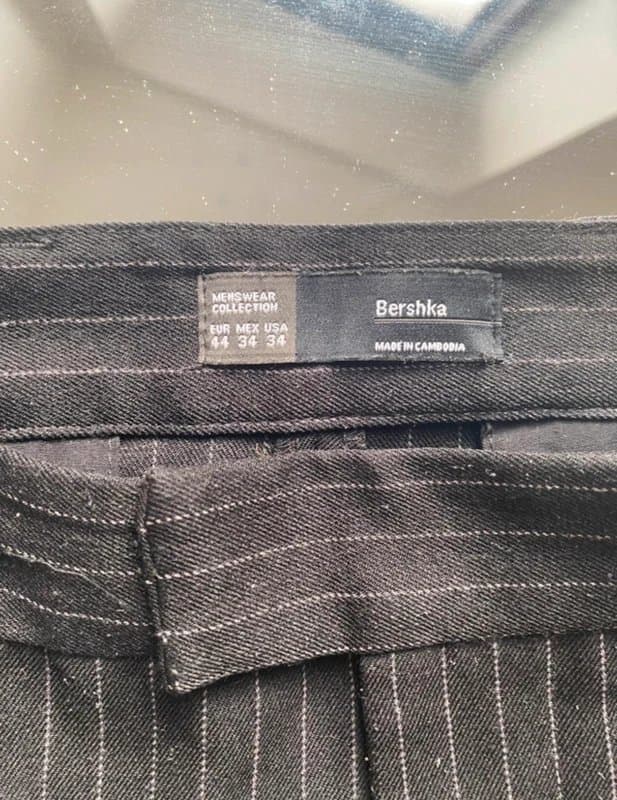 MENSWEAR
COLLECTION
EUR MEX USA
44 34 34
Bershka
MADE IN CAMBODIA